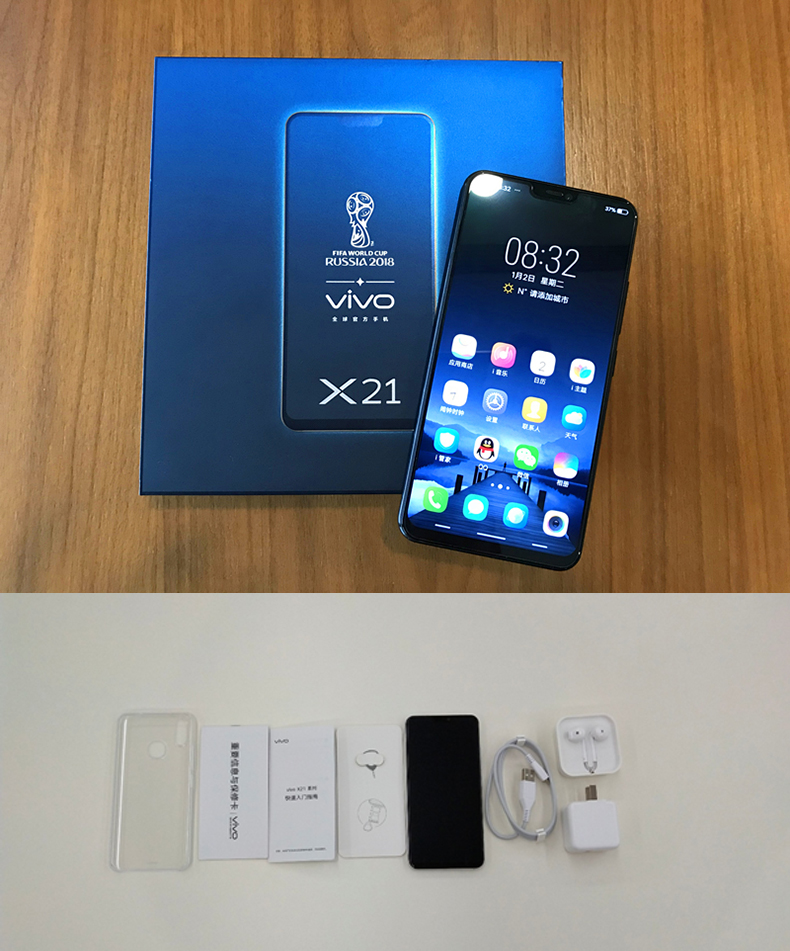 FIFA WORLD CUP
RUSSIA 2018
vivo
全球官方手机
X21
37%
08:32
1月2日 星期二
N° 请添加城市
应用商店
i 音乐
2
日历
i 主题
闹钟时钟
设置
联系人
天气
i 管家
QQ
微信
相册
重要信息与保修卡 | vivo
vivo
vivo X21 系列
快速入门指南